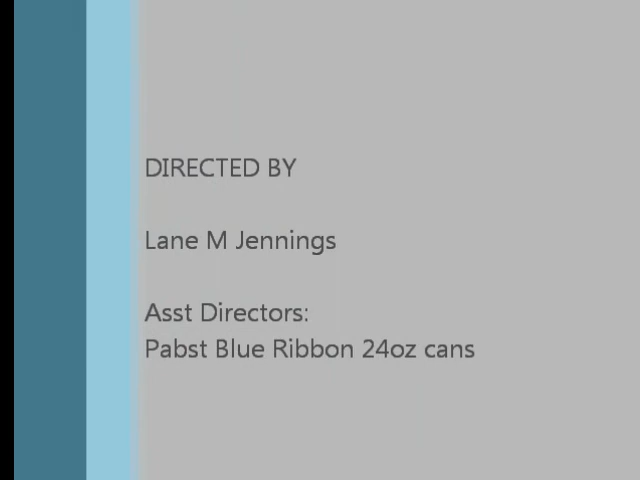 DIRECTED BY
Lane M Jennings
Asst Directors:
Pabst Blue Ribbon 24oz cans